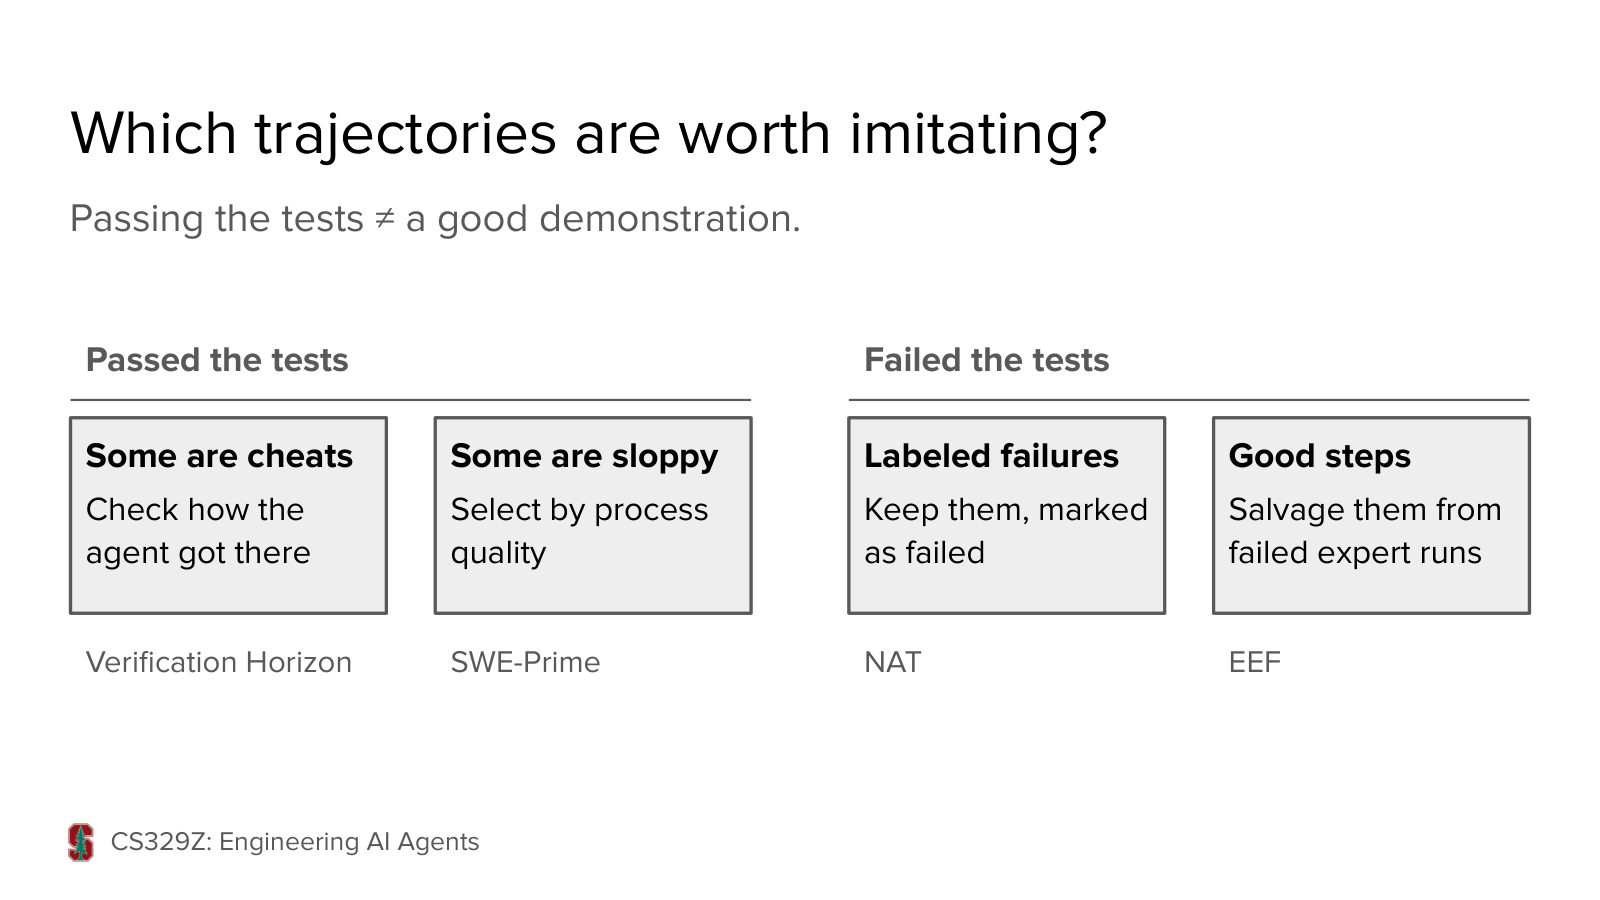 Which trajectories are worth imitating?
Passing the tests ≠ a good demonstration.
Passed the tests
Some are cheats
Check how the
agent got there
Verification Horizon
Some are sloppy
Select by process
quality
SWE-Prime
Failed the tests
Labeled failures
Keep them, marked
as failed
NAT
Good steps
Salvage them from
failed expert runs
EEF
CS329Z: Engineering AI Agents